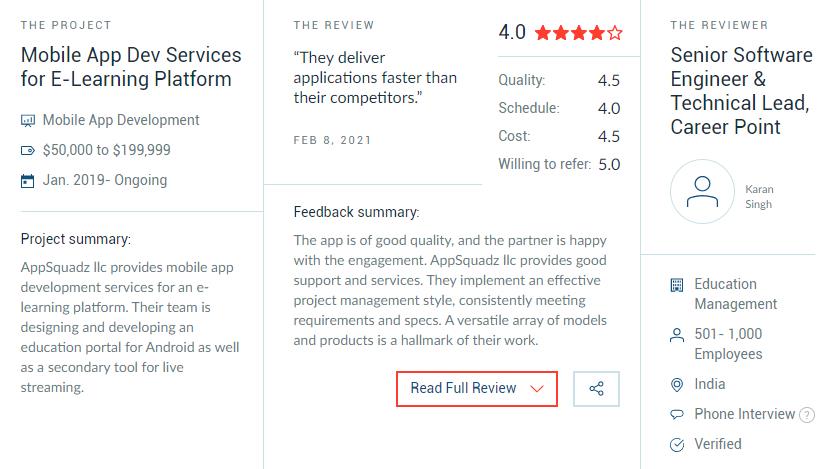 THE PROJECT
Mobile App Dev Services
for E-Learning Platform
Mobile App Development
$50,000 to $199,999
Jan. 2019- Ongoing
Project summary:
AppSquadz llc provides mobile app
development services for an e-
learning platform. Their team is
designing and developing an
education portal for Android as well
as a secondary tool for live
streaming.
THE REVIEW
“They deliver
applications faster than
their competitors.”
FEB 8, 2021
4.0
Quality: 4.5
Schedule: 4.0
Cost: 4.5
Willing to refer: 5.0
Feedback summary:
The app is of good quality, and the partner is happy
with the engagement. AppSquadz llc provides good
support and services. They implement an effective
project management style, consistently meeting
requirements and specs. A versatile array of models
and products is a hallmark of their work.
Read Full Review
THE REVIEWER
Senior Software
Engineer &
Technical Lead,
Career Point
Karan
Singh
Education
Management
501- 1,000
Employees
India
Phone Interview ?
Verified